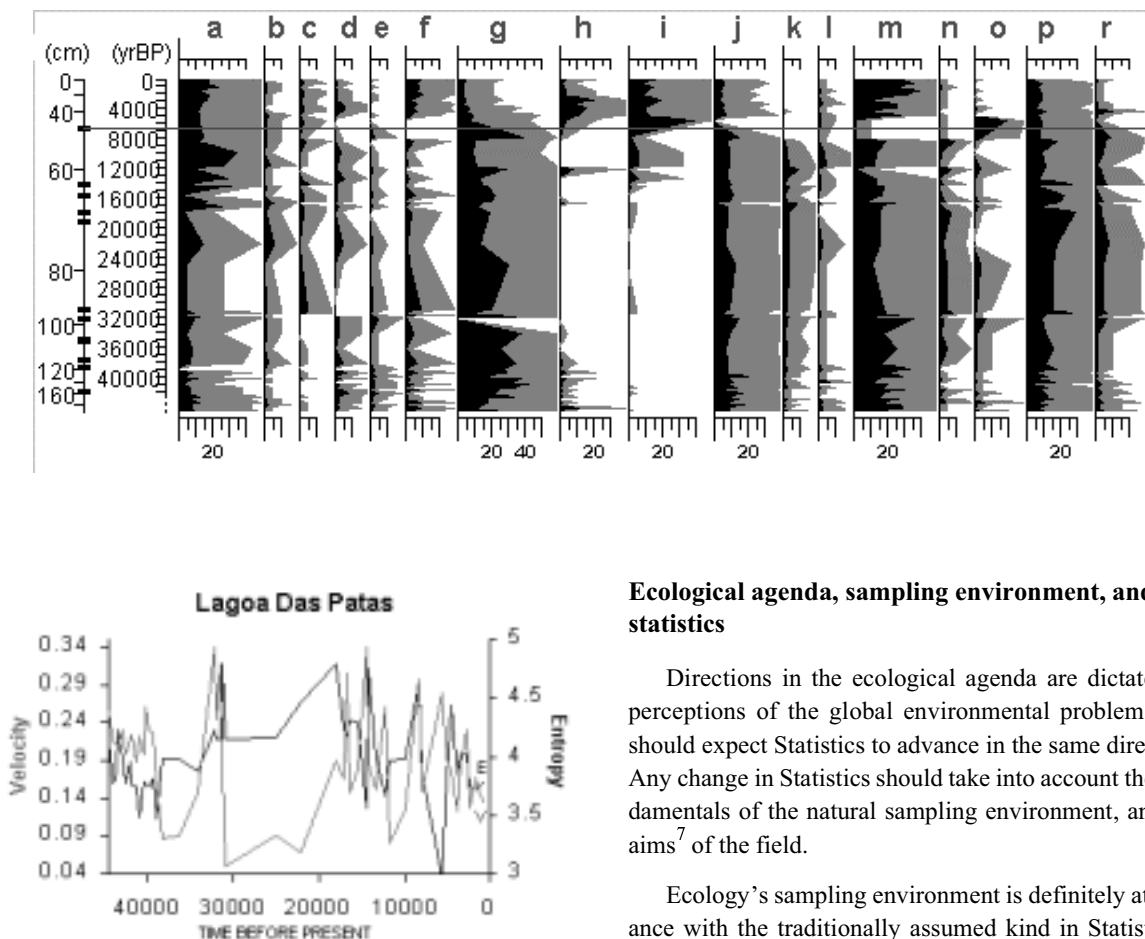 a b c d e f g h i j k l m n o p r
(cm) (yrBP)
0 0
40 4000
8000
60 12000
16000
20000
80 24000
28000
100 32000
36000
120 40000
160
20 20 40 20 20 20 20 20
Lagoa Das Patas
0.34 5
0.29
0.24 4.5
0.19 4
0.14
0.09 3.5
0.04 3
Velocity
Entropy
v
E
40000 30000 20000 10000 0
TIME BEFORE PRESENT
Ecological agenda, sampling environment, and
statistics
Directions in the ecological agenda are dictate
perceptions of the global environmental problem
should expect Statistics to advance in the same dire
Any change in Statistics should take into account the
damentals of the natural sampling environment, an
aims7 of the field.
Ecology's sampling environment is definitely at
ance with the traditionally assumed kind in Statis